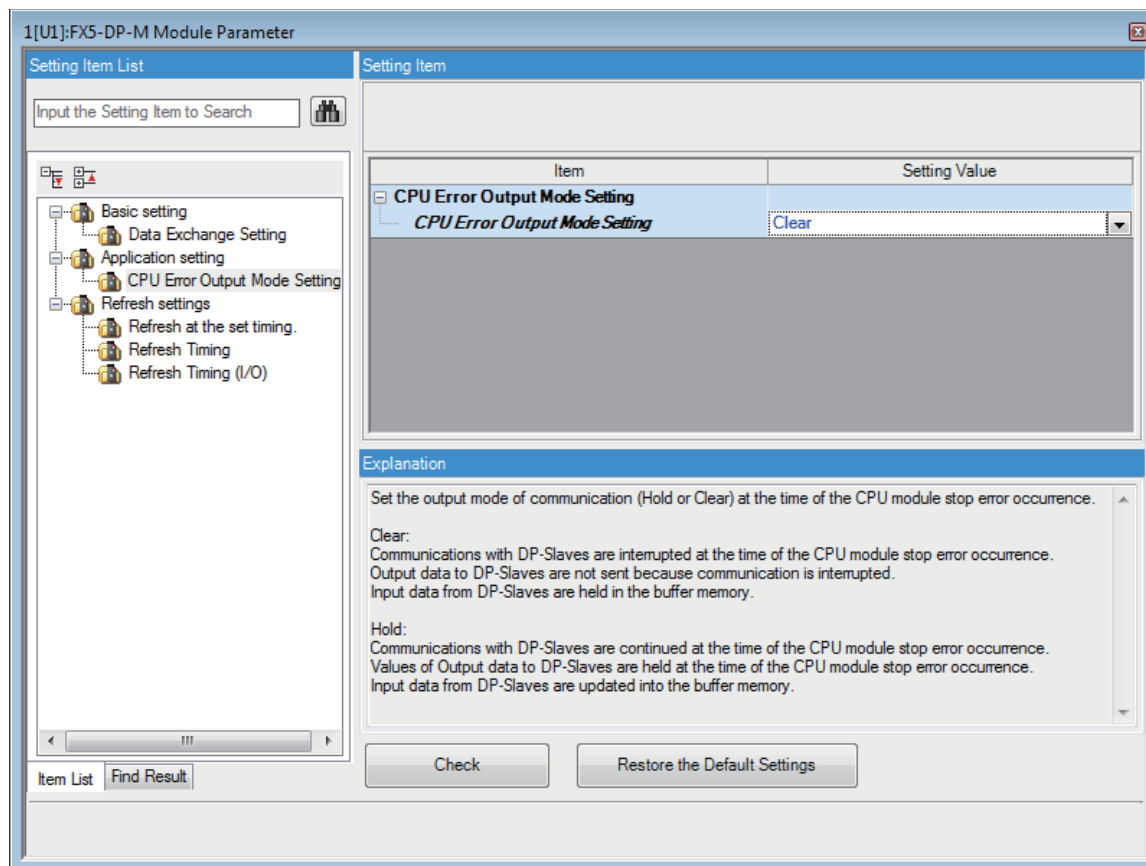 1[U1]:FX5-DP-M Module Parameter
Setting Item List
Input the Setting Item to Search
Basic setting
Data Exchange Setting
Application setting
CPU Error Output Mode Setting
Refresh settings
Refresh at the set timing.
Refresh Timing
Refresh Timing (I/O)
Item List
Find Result
Setting Item
Item Setting Value
CPU Error Output Mode Setting
CPU Error Output Mode Setting Clear
Explanation
Set the output mode of communication (Hold or Clear) at the time of the CPU module stop error occurrence.
Clear:
Communications with DP-Slaves are interrupted at the time of the CPU module stop error occurrence.
Output data to DP-Slaves are not sent because communication is interrupted.
Input data from DP-Slaves are held in the buffer memory.
Hold:
Communications with DP-Slaves are continued at the time of the CPU module stop error occurrence.
Values of Output data to DP-Slaves are held at the time of the CPU module stop error occurrence.
Input data from DP-Slaves are updated into the buffer memory.
Check
Restore the Default Settings